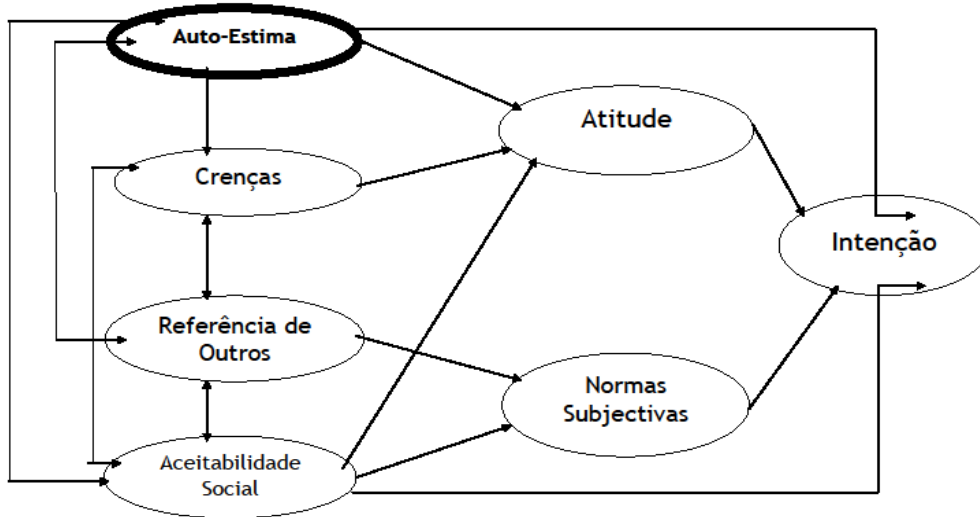 Auto-Estima
Atitude
Crenças
Intenção
Referência de
Outros
Normas
Subjectivas
Aceitabilidade
Social